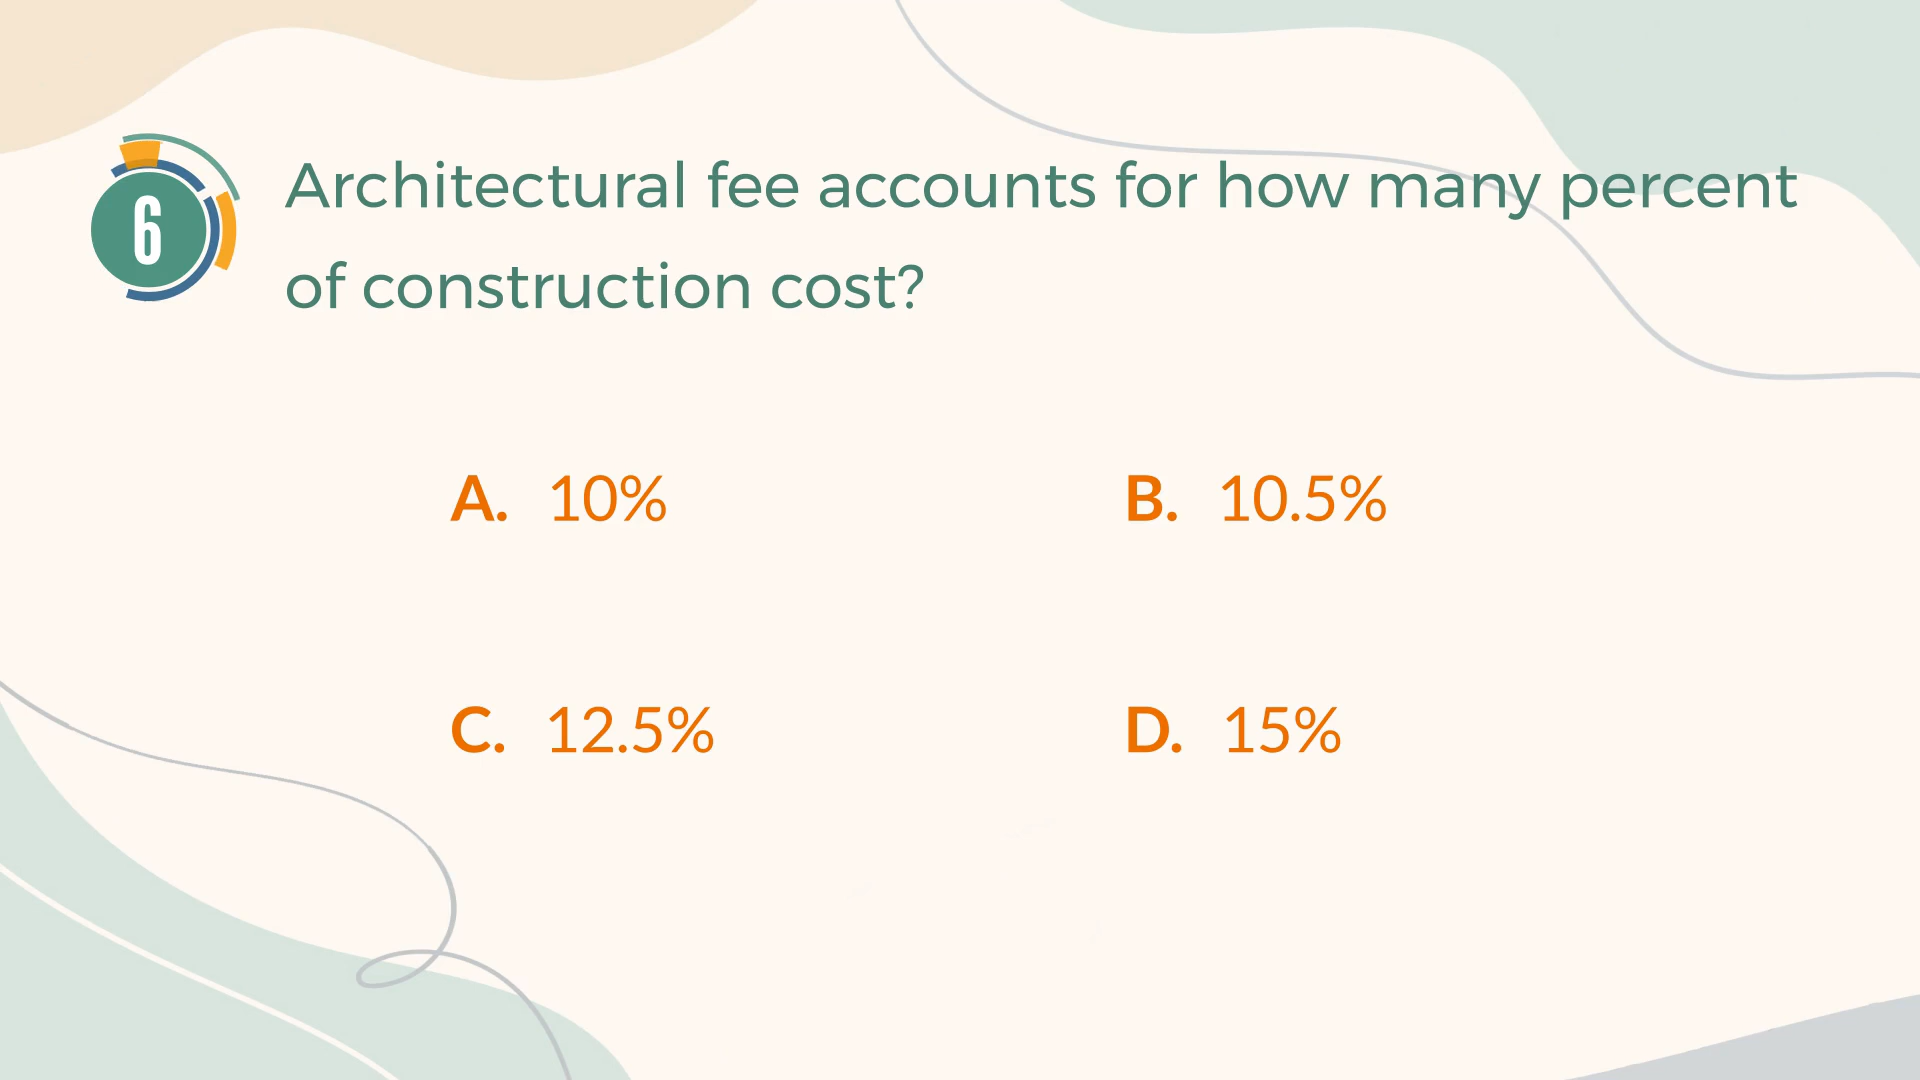 6
Architectural fee accounts for how many percent
of construction cost?
A. 10%
B. 10.5%
C. 12.5%
D. 15%